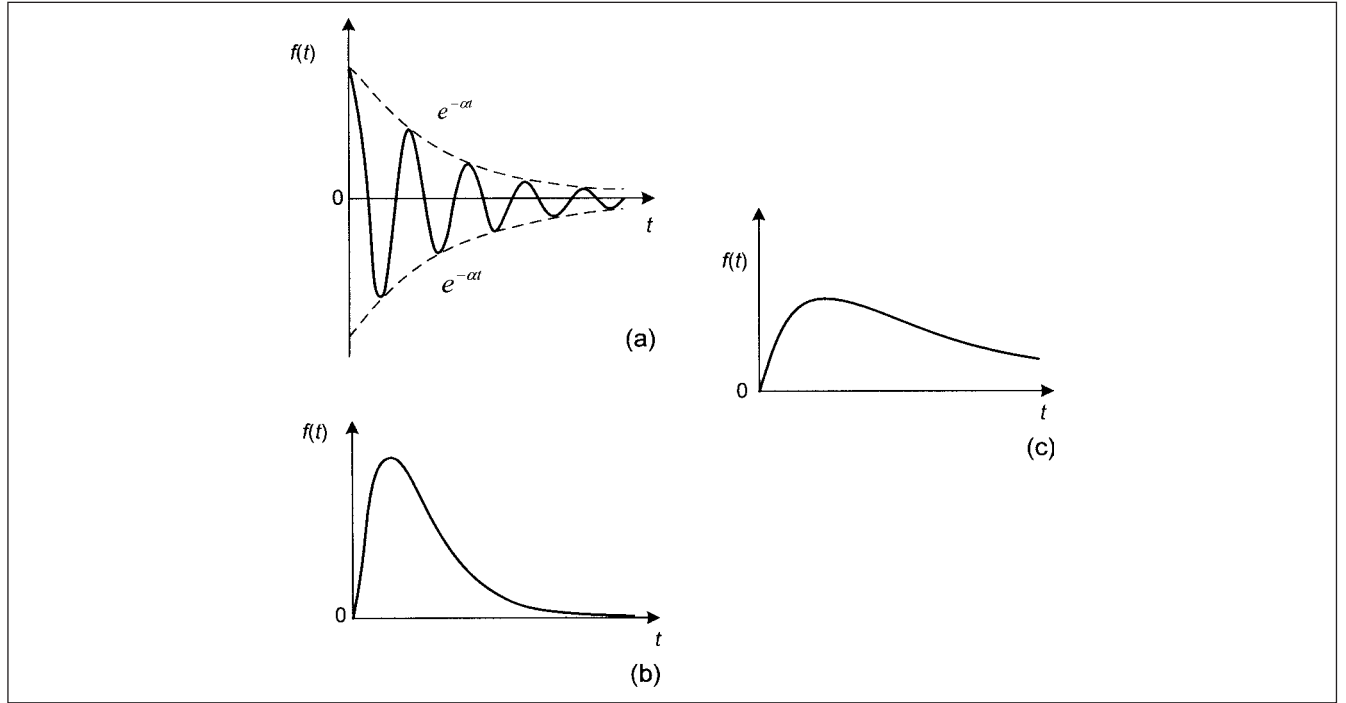 f(t)
e^{-αt}
0
t
e^{-αt}
(a)
f(t)
0
t
(c)
f(t)
0
t
(b)